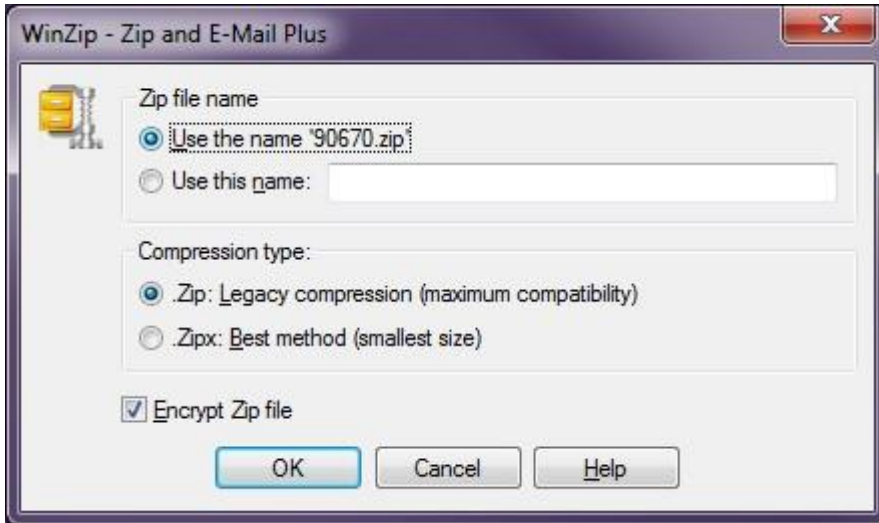 WinZip - Zip and E-Mail Plus
Zip file name
Use the name '90670.zip'
Use this name:
Compression type:
.Zip: Legacy compression (maximum compatibility)
.Zipx: Best method (smallest size)
Encrypt Zip file
OK Cancel Help